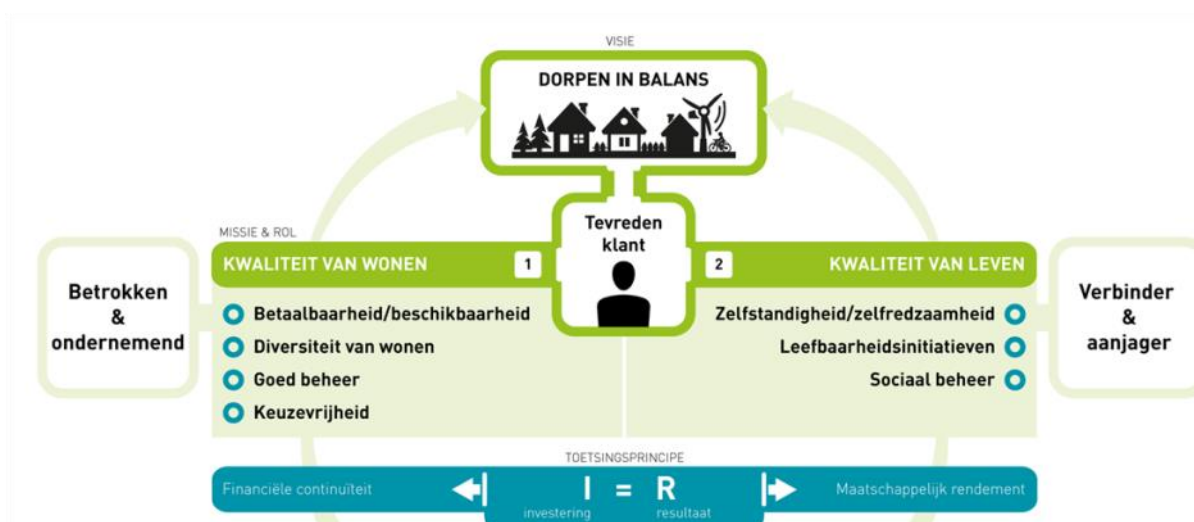 VISIE
DORPEN IN BALANS
Tevreden
klant
MISSIE & ROL
KWALITEIT VAN WONEN
1
2
KWALITEIT VAN LEVEN
Betrokken
&
ondernemend
Betaalbaarheid/beschikbaarheid
Diversiteit van wonen
Goed beheer
Keuzevrijheid
Zelfstandigheid/zelfredzaamheid
Leefbaarheidsinitiatieven
Sociaal beheer
Verbinder
&
aanjager
TOETSINGSPRINCIPE
Financiële continuïteit
I = R
investering resultaat
Maatschappelijk rendement